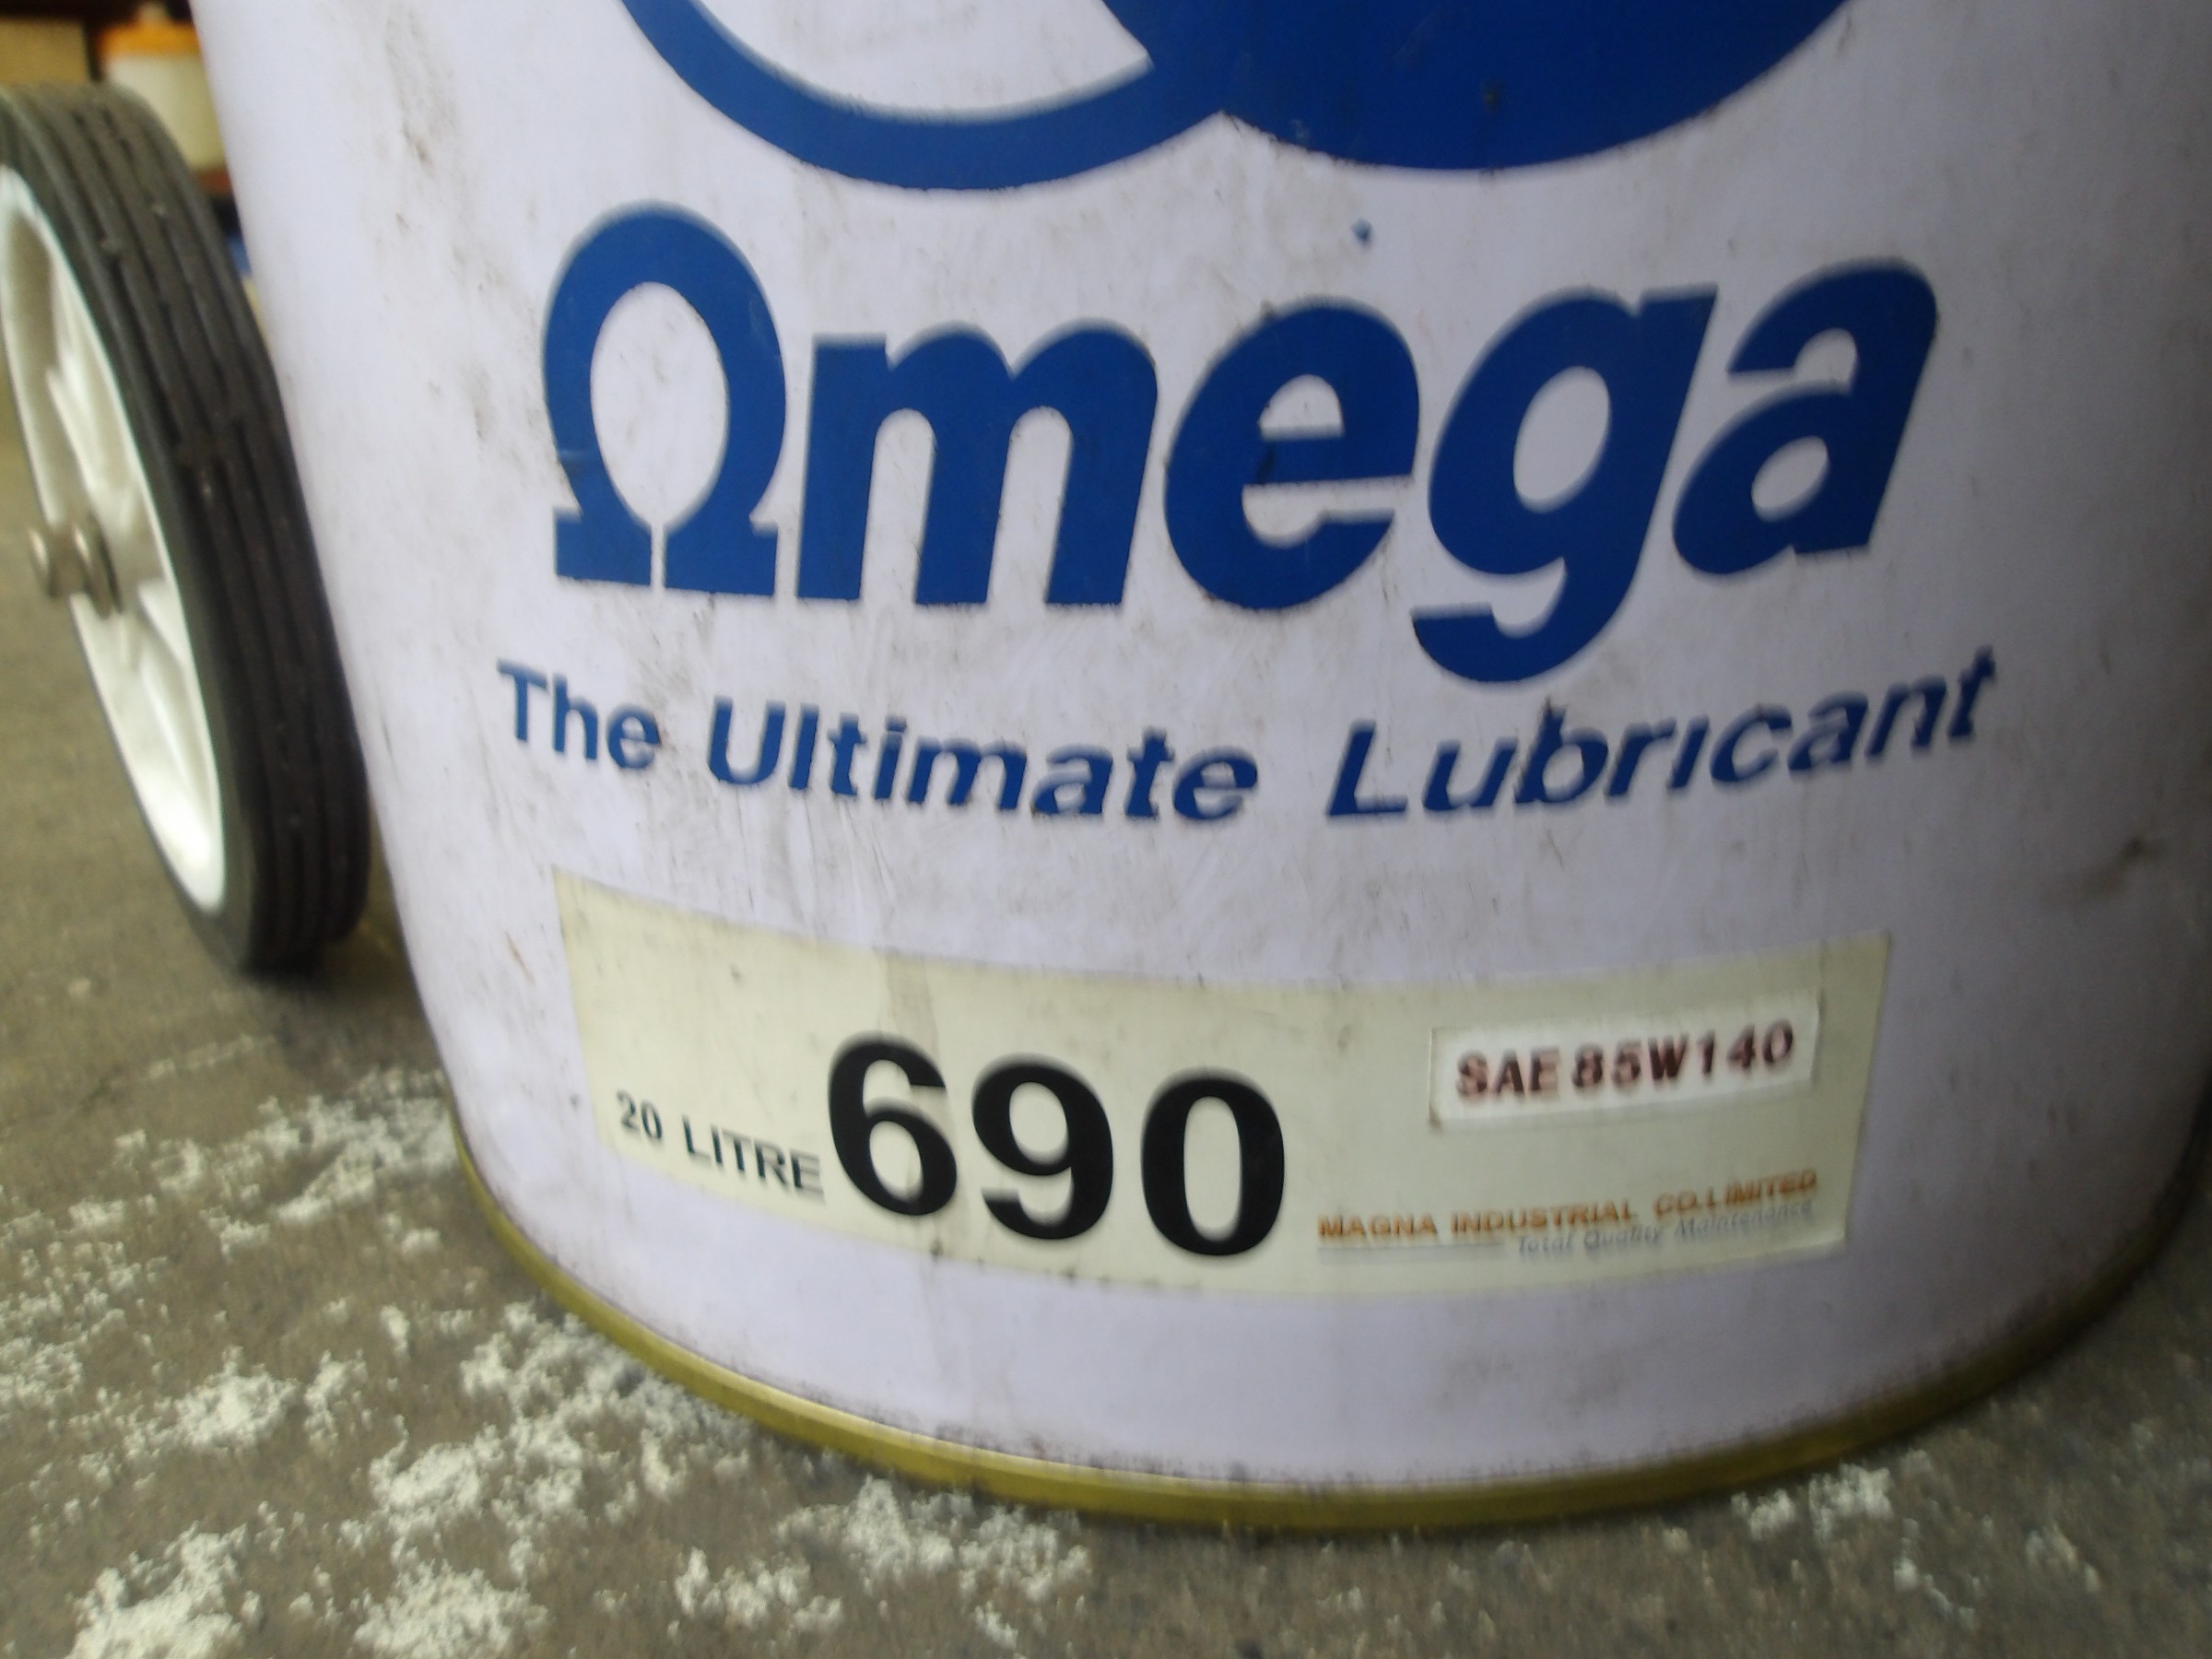 Ωmega
The Ultimate Lubricant
20 LITRE 690 SAE 85W140
MAGNA INDUSTRIAL CO.LIMITED
Total Quality Maintenance